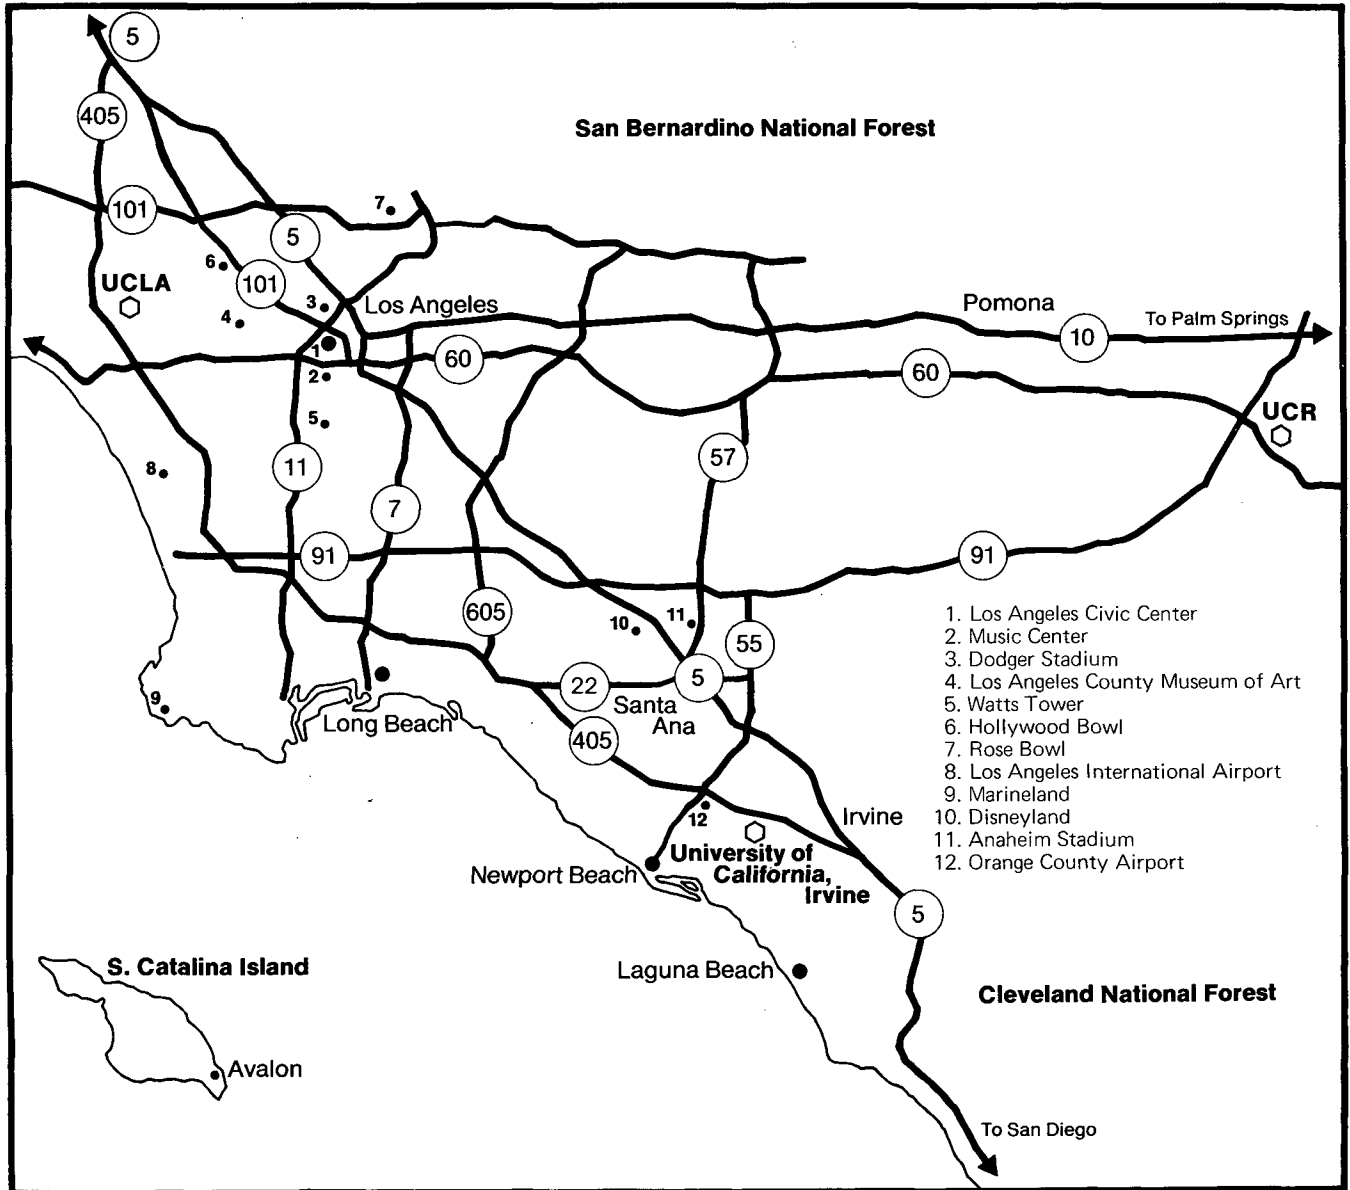 5
405
San Bernardino National Forest
101
7
5
6
UCLA
101
3
Los Angeles
Pomona
4
To Palm Springs
10
1
60
2
60
UCR
5
57
8
11
7
91
91
605
10
11
55
1. Los Angeles Civic Center
2. Music Center
3. Dodger Stadium
4. Los Angeles County Museum of Art
5. Watts Tower
6. Hollywood Bowl
7. Rose Bowl
8. Los Angeles International Airport
9. Marineland
10. Disneyland
11. Anaheim Stadium
12. Orange County Airport
22
5
9
Santa
Ana
Long Beach
405
12
Irvine
University of
California,
Irvine
Newport Beach
5
S. Catalina Island
Laguna Beach
Cleveland National Forest
Avalon
To San Diego